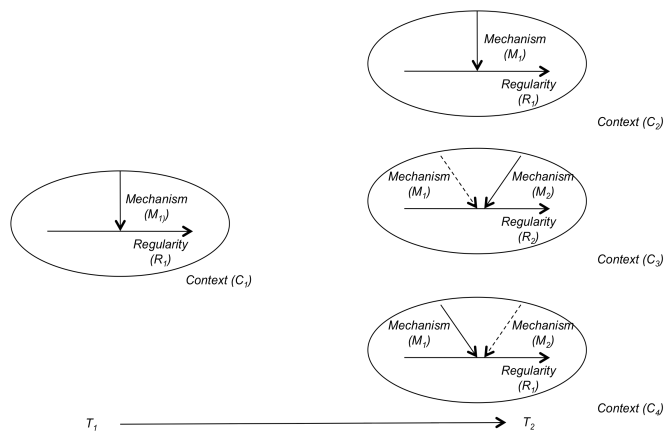 Mechanism
(M1)
Regularity
(R1)
Context (C1)
Mechanism
(M1)
Regularity
(R1)
Context (C2)
Mechanism
(M1)
Mechanism
(M2)
Regularity
(R2)
Context (C3)
Mechanism
(M1)
Mechanism
(M2)
Regularity
(R1)
Context (C4)
T1
T2